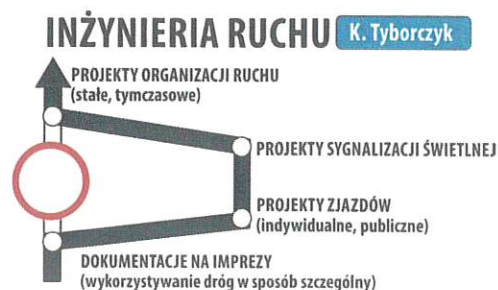 INŻYNIERIA RUCHU K. Tyborczyk
PROJEKTY ORGANIZACJI RUCHU
(stałe, tymczasowe)
PROJEKTY SYGNALIZACJI ŚWIETLNEJ
PROJEKTY ZJAZDÓW
(indywidualne, publiczne)
DOKUMENTACJE NA IMPREZY
(wykorzystywanie dróg w sposób szczególny)